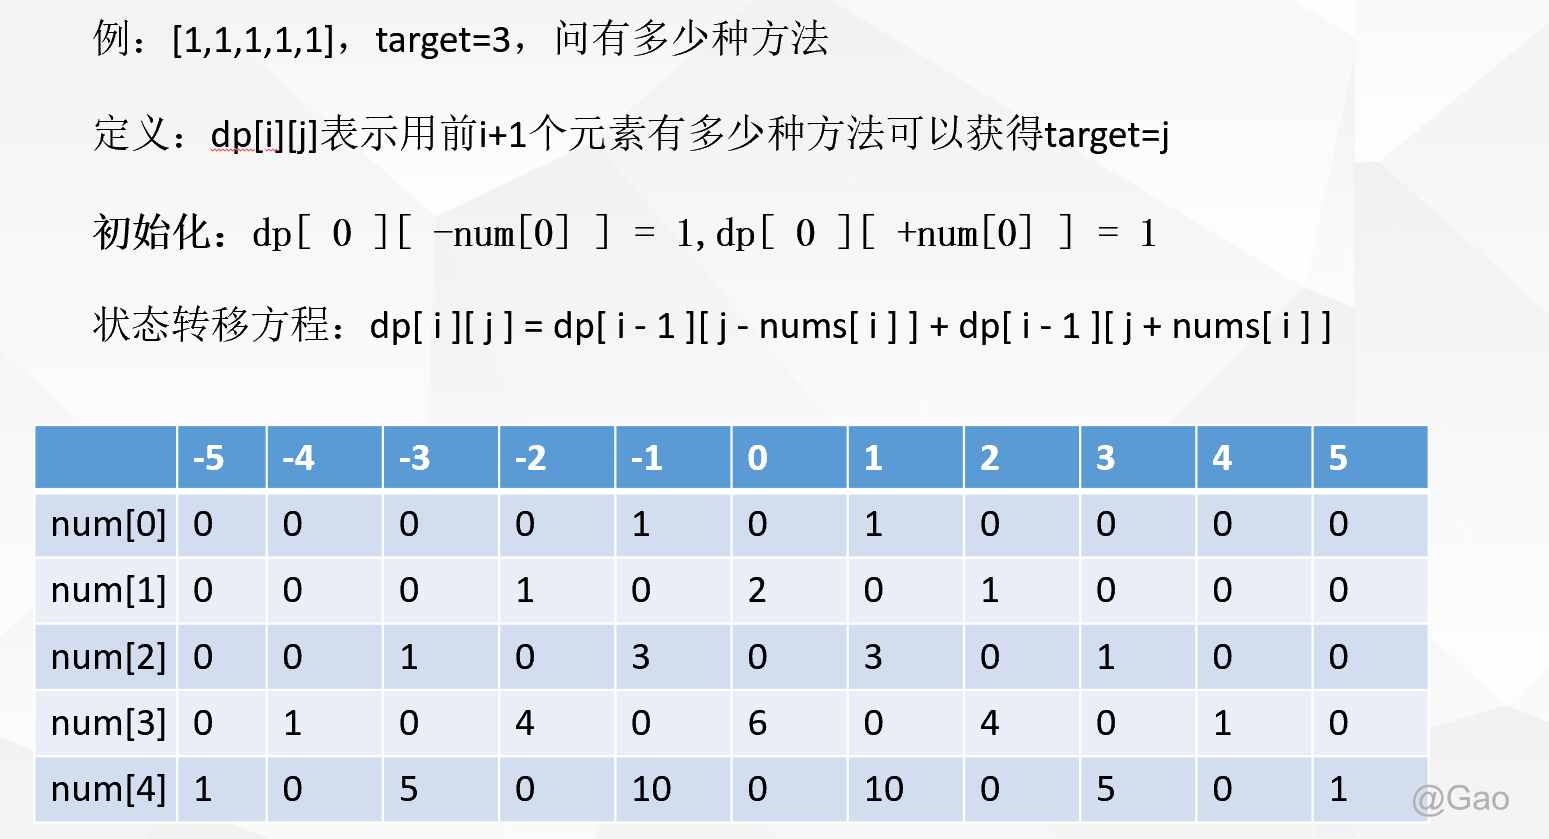 例：[1,1,1,1,1]，target=3，问有多少种方法
定义：dp[i][j]表示用前i+1个元素有多少种方法可以获得target=j
初始化：dp[ 0 ][ -num[0] ] = 1,dp[ 0 ][ +num[0] ] = 1
状态转移方程：dp[ i ][ j ] = dp[ i - 1 ][ j - nums[ i ] ] + dp[ i - 1 ][ j + nums[ i ] ]
-5 -4 -3 -2 -1 0 1 2 3 4 5
num[0] 0 0 0 0 1 0 1 0 0 0 0
num[1] 0 0 0 1 0 2 0 1 0 0 0
num[2] 0 0 1 0 3 0 3 0 1 0 0
num[3] 0 1 0 4 0 6 0 4 0 1 0
num[4] 1 0 5 0 10 0 10 0 5 0 1
@Gao